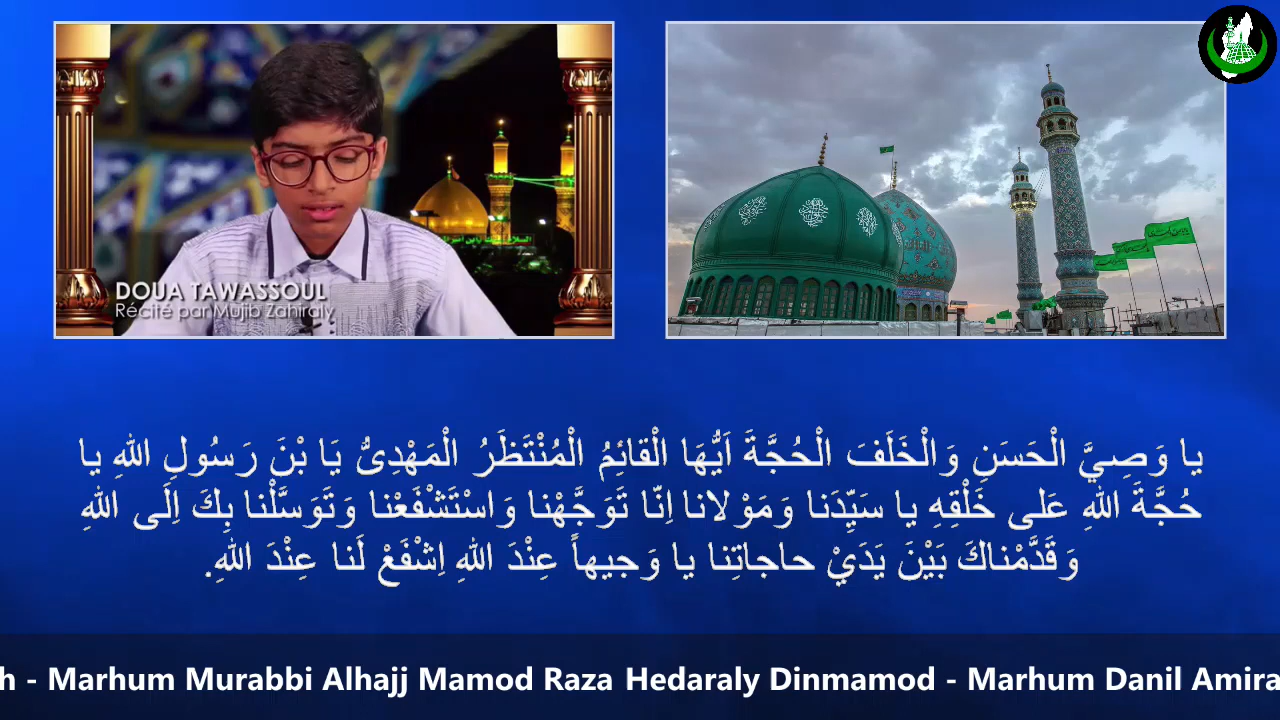 DOUA TAWASSOUL
Récité par Mujib Zahiraly
يا وَصِيَّ الْحَسَنِ وَالْخَلَفَ الْحُجَّةَ اَيُّهَا الْقائِمُ الْمُنْتَظَرُ الْمَهْدِىُّ يَا بْنَ رَسُولِ اللهِ يا
حُجَّةَ اللهِ عَلى خَلْقِهِ يا سَيِّدَنا وَمَوْلانا اِنّا تَوَجَّهْنا وَاسْتَشْفَعْنا وَتَوَسَّلْنا بِكَ اِلَى اللهِ
وَقَدَّمْناكَ بَيْنَ يَدَيْ حاجاتِنا يا وَجيهاً عِنْدَ اللهِ اِشْفَعْ لَنا عِنْدَ اللهِ.
h - Marhum Murabbi Alhajj Mamod Raza Hedaraly Dinmamod - Marhum Danil Amira